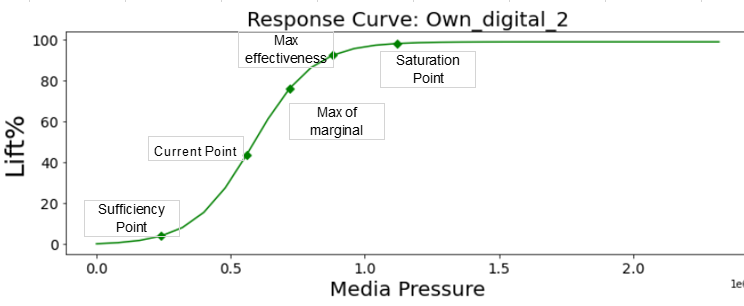 Response Curve: Own_digital_2
Max
effectiveness
Saturation
Point
Max of
marginal
Current Point
Sufficiency
Point
Lift%
100
80
60
40
20
0
0.0 0.5 1.0 1.5 2.0
Media Pressure